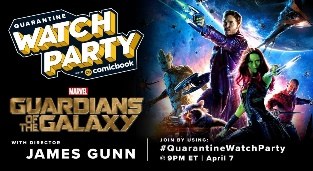 QUARANTINE
WATCH
PARTY
comicbook
MARVEL
GUARDIANS
OF THE GALAXY
WITH DIRECTOR
JAMES GUNN
JOIN BY USING:
#QuarantineWatchParty
9PM ET | April 7